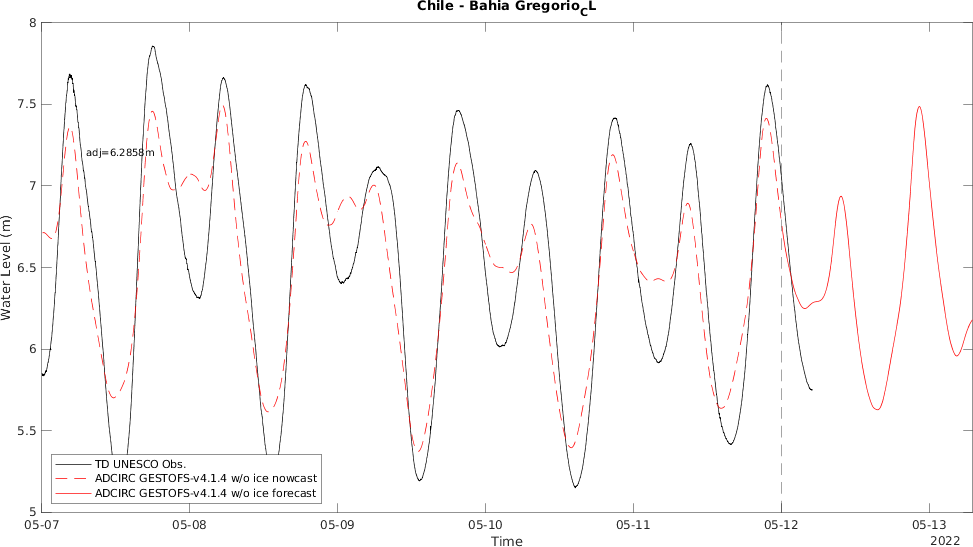 Chile - Bahia Gregorio_CL
8
7.5
adj=6.2858m
7
6.5
6
5.5
5
Water Level (m)
TD UNESCO Obs.
ADCIRC GESTOFS-v4.1.4 w/o ice nowcast
ADCIRC GESTOFS-v4.1.4 w/o ice forecast
05-07 05-08 05-09 05-10 05-11 05-12 05-13
Time
2022